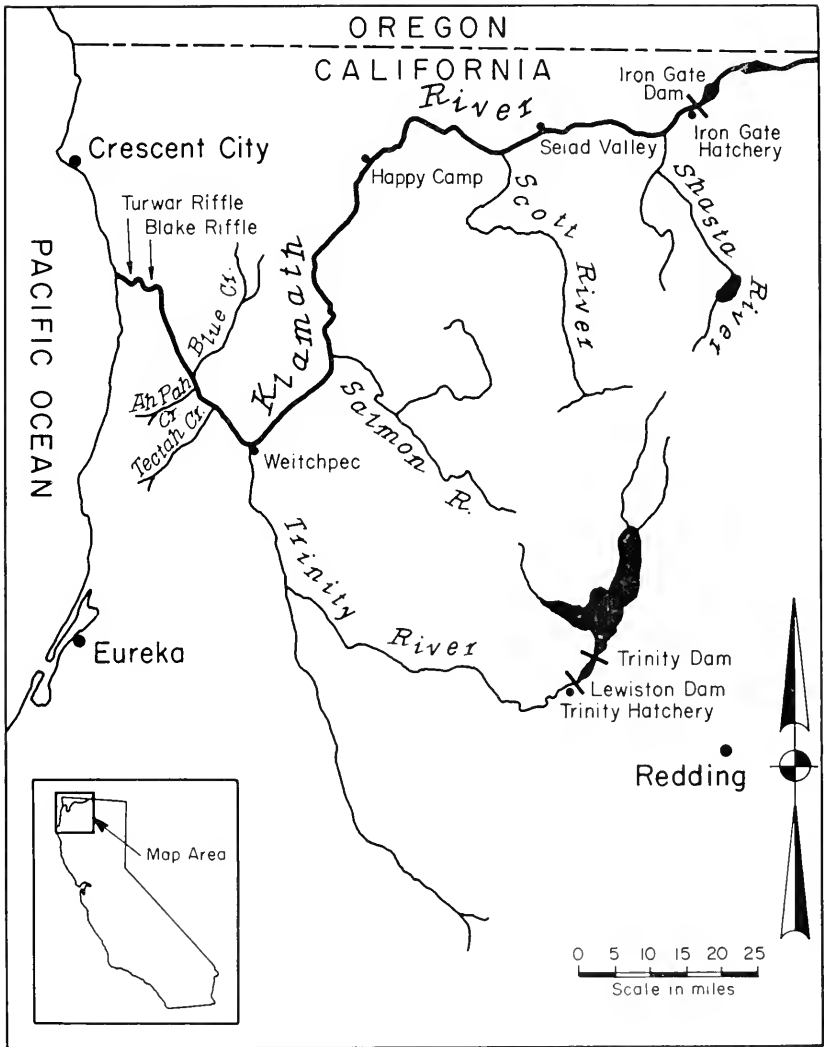 OREGON
CALIFORNIA
Iron Gate
Dam
River
Iron Gate
Hatchery
Crescent City
Seiad Valley
Happy Camp
Shasta
River
Scott
River
Turwar Riffle
Blake Riffle
PACIFIC OCEAN
Blue Cr.
Klamath
Ah Pah
Cr
Tectah Cr.
Salmon R.
Weitchpec
Trinity
River
Eureka
Trinity Dam
Lewiston Dam
Trinity Hatchery
Redding
Map Area
0 5 10 15 20 25
Scale in miles